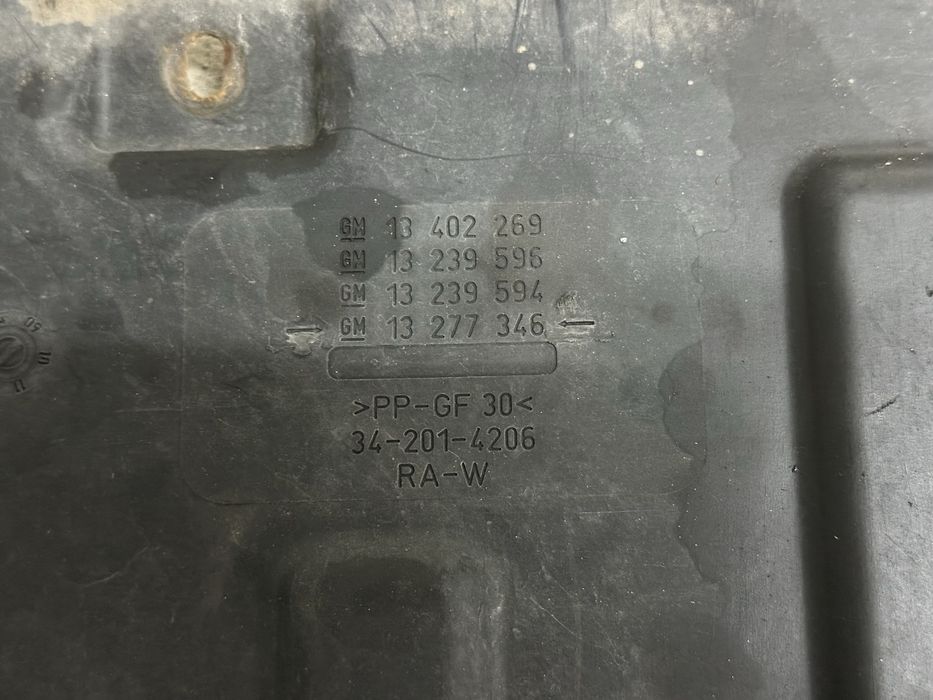 GM 13 402 269
GM 13 239 596
GM 13 239 594
→ GM 13 277 346 ←
>PP-GF 30<
34-201-4206
RA-W